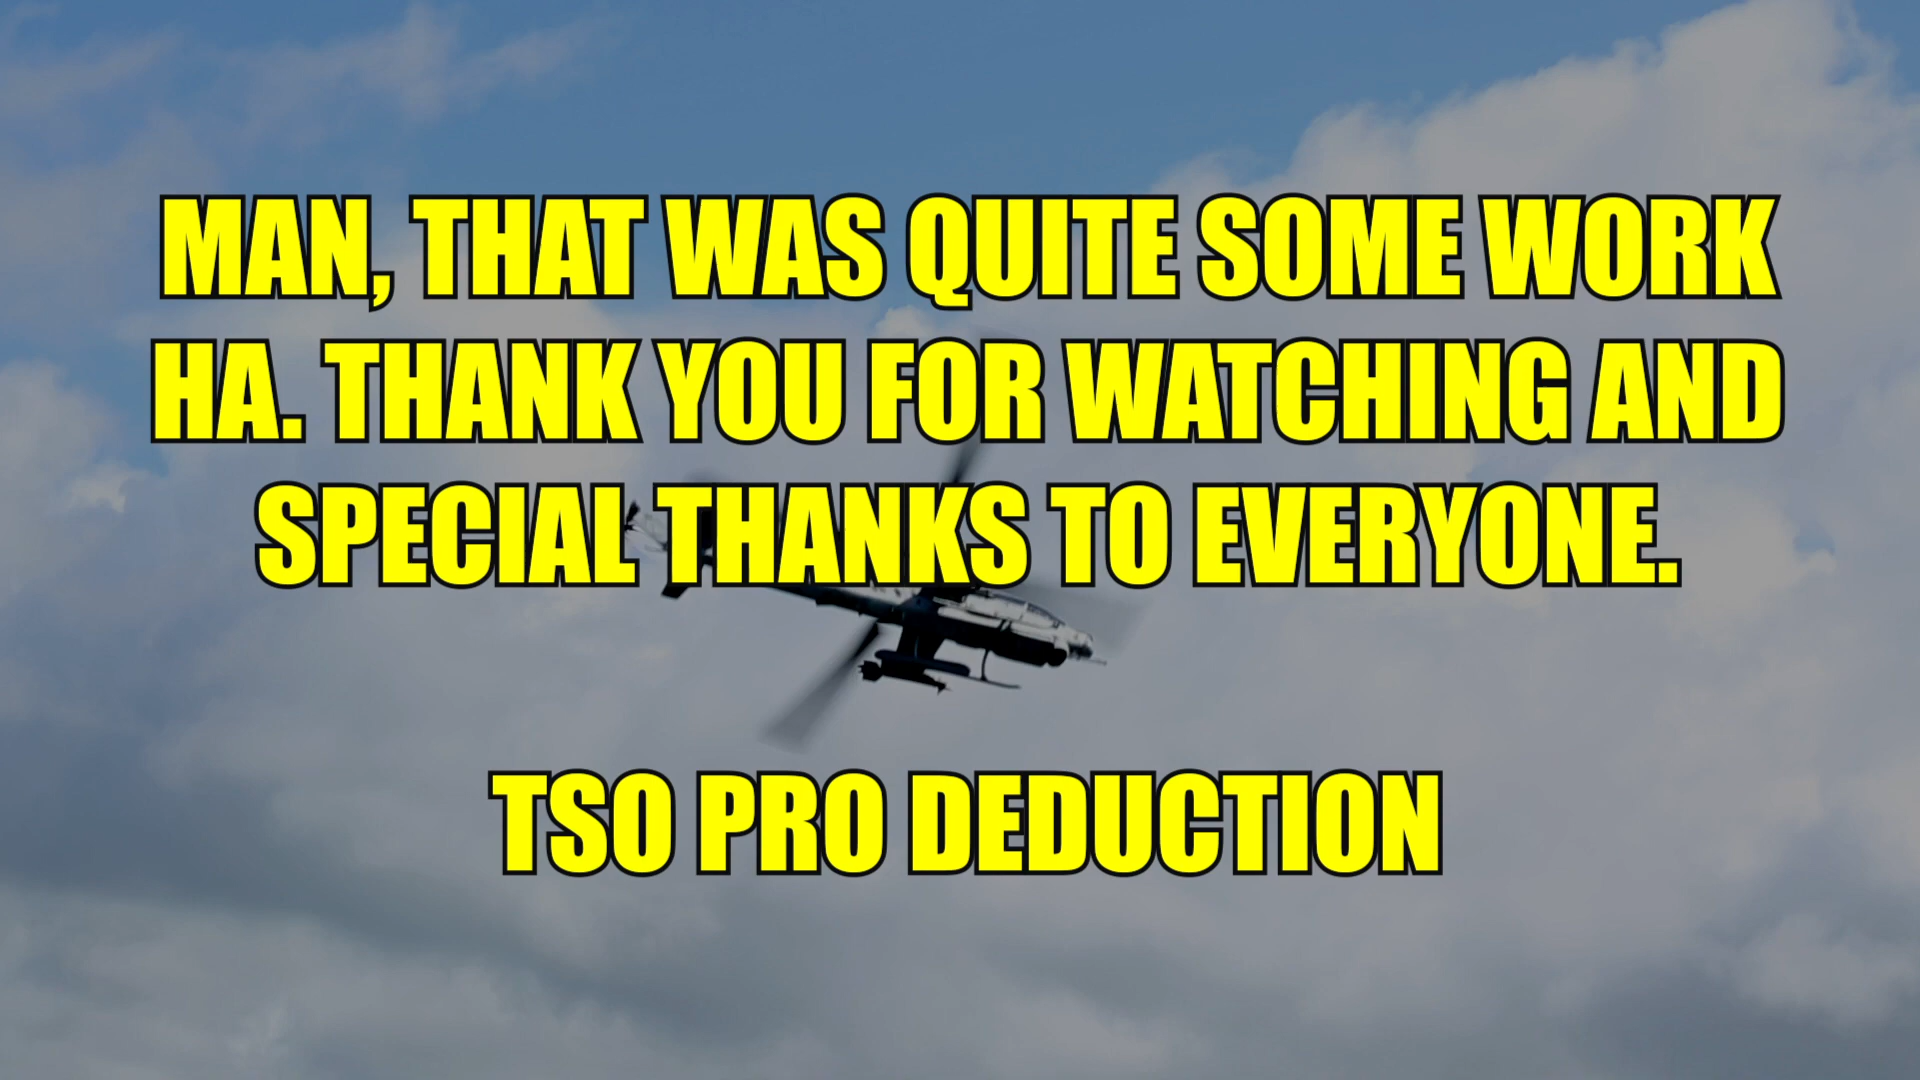 MAN, THAT WAS QUITE SOME WORK
HA. THANK YOU FOR WATCHING AND
SPECIAL THANKS TO EVERYONE.
TSO PRO DEDUCTION